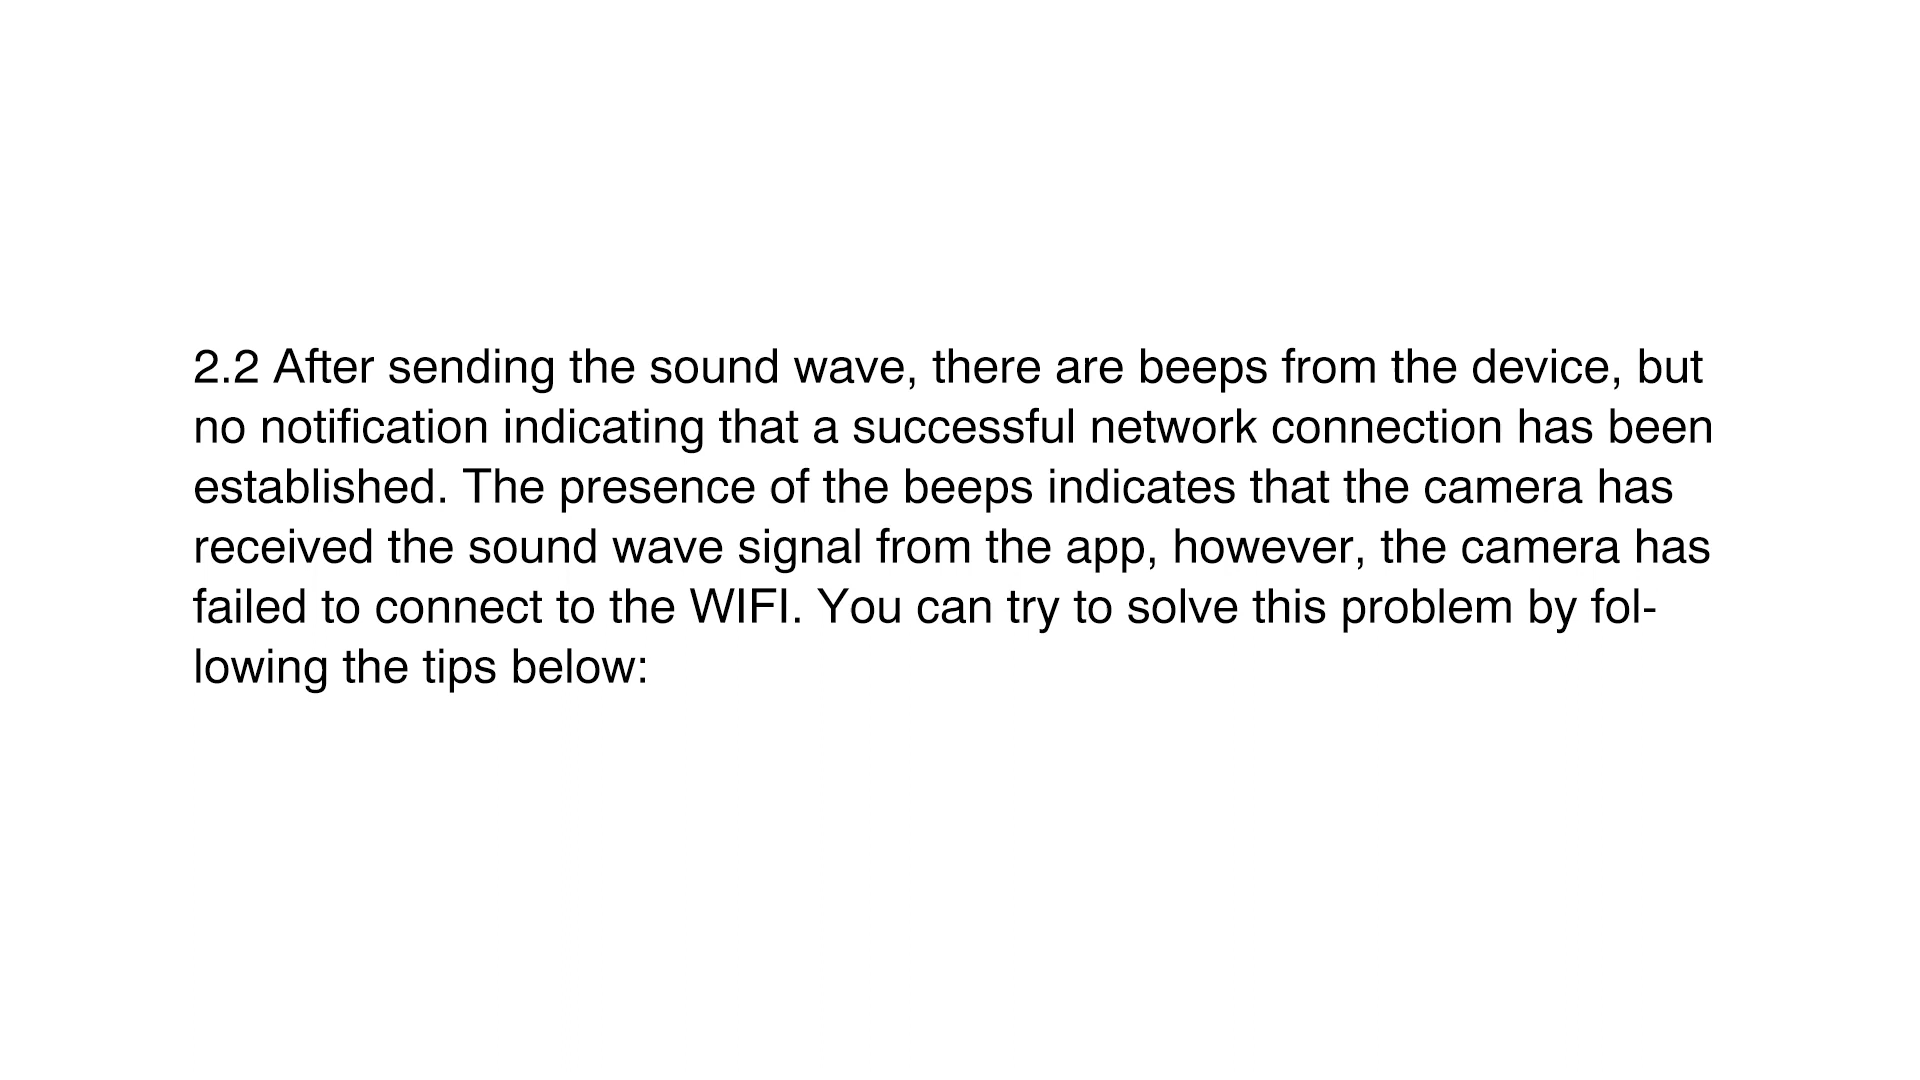 2.2 After sending the sound wave, there are beeps from the device, but
no notification indicating that a successful network connection has been
established. The presence of the beeps indicates that the camera has
received the sound wave signal from the app, however, the camera has
failed to connect to the WIFI. You can try to solve this problem by fol-
lowing the tips below: